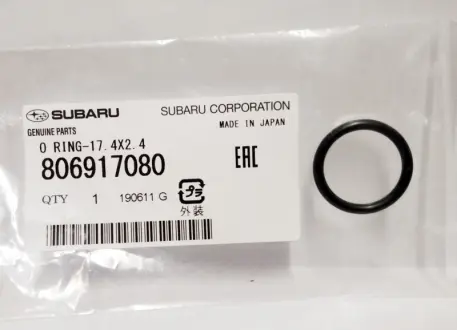 SUBARU
SUBARU CORPORATION
GENUINE PARTS
MADE IN JAPAN
O RING-17.4X2.4
806917080
EAC
QTY 1 190611 G
プラ
外装